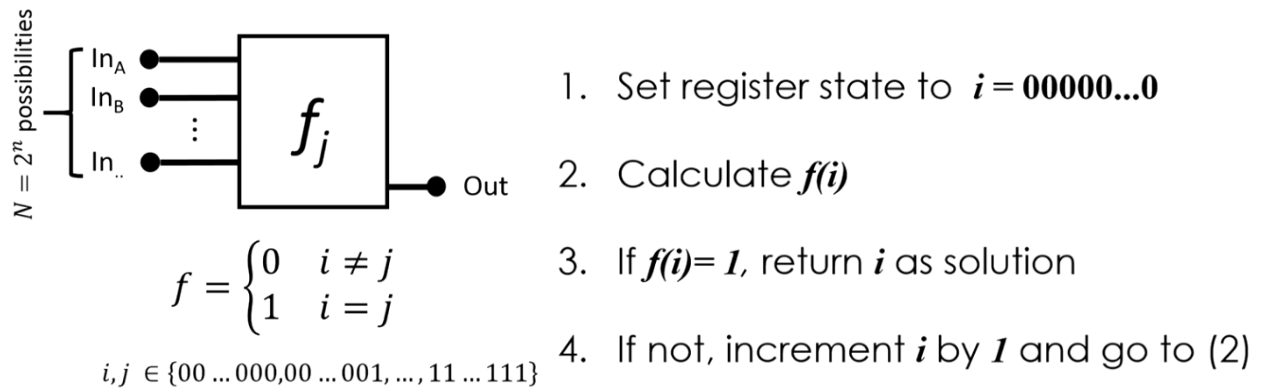 N = 2ⁿ possibilities
In_A
In_B
⋮
In_..
f_j
Out
f = { 0 i ≠ j
1 i = j
i,j ∈ {00 ... 000,00 ... 001, ... , 11 ... 111}
1. Set register state to i = 00000...0
2. Calculate f(i)
3. If f(i)= 1, return i as solution
4. If not, increment i by 1 and go to (2)